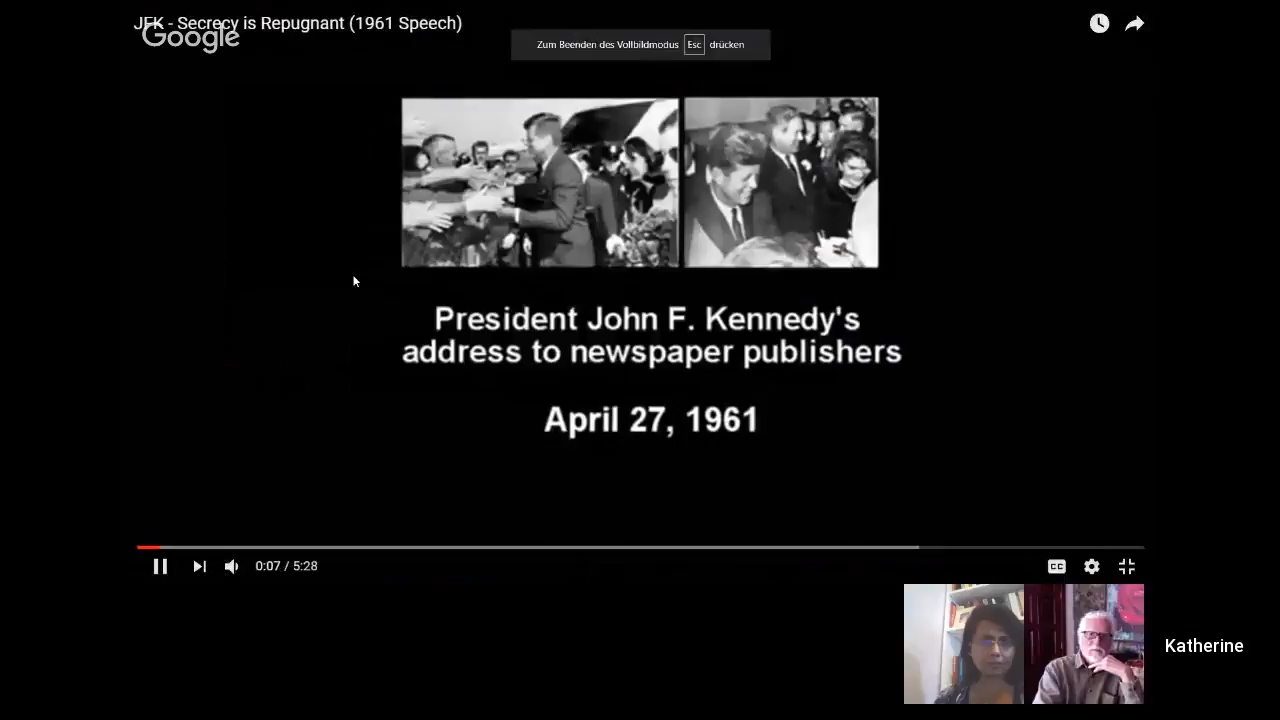 JFK - Secrecy is Repugnant (1961 Speech)
Google
Zum Beenden des Vollbildmodus Esc drücken
President John F. Kennedy's
address to newspaper publishers
April 27, 1961
0:07 / 5:28
CC
Katherine